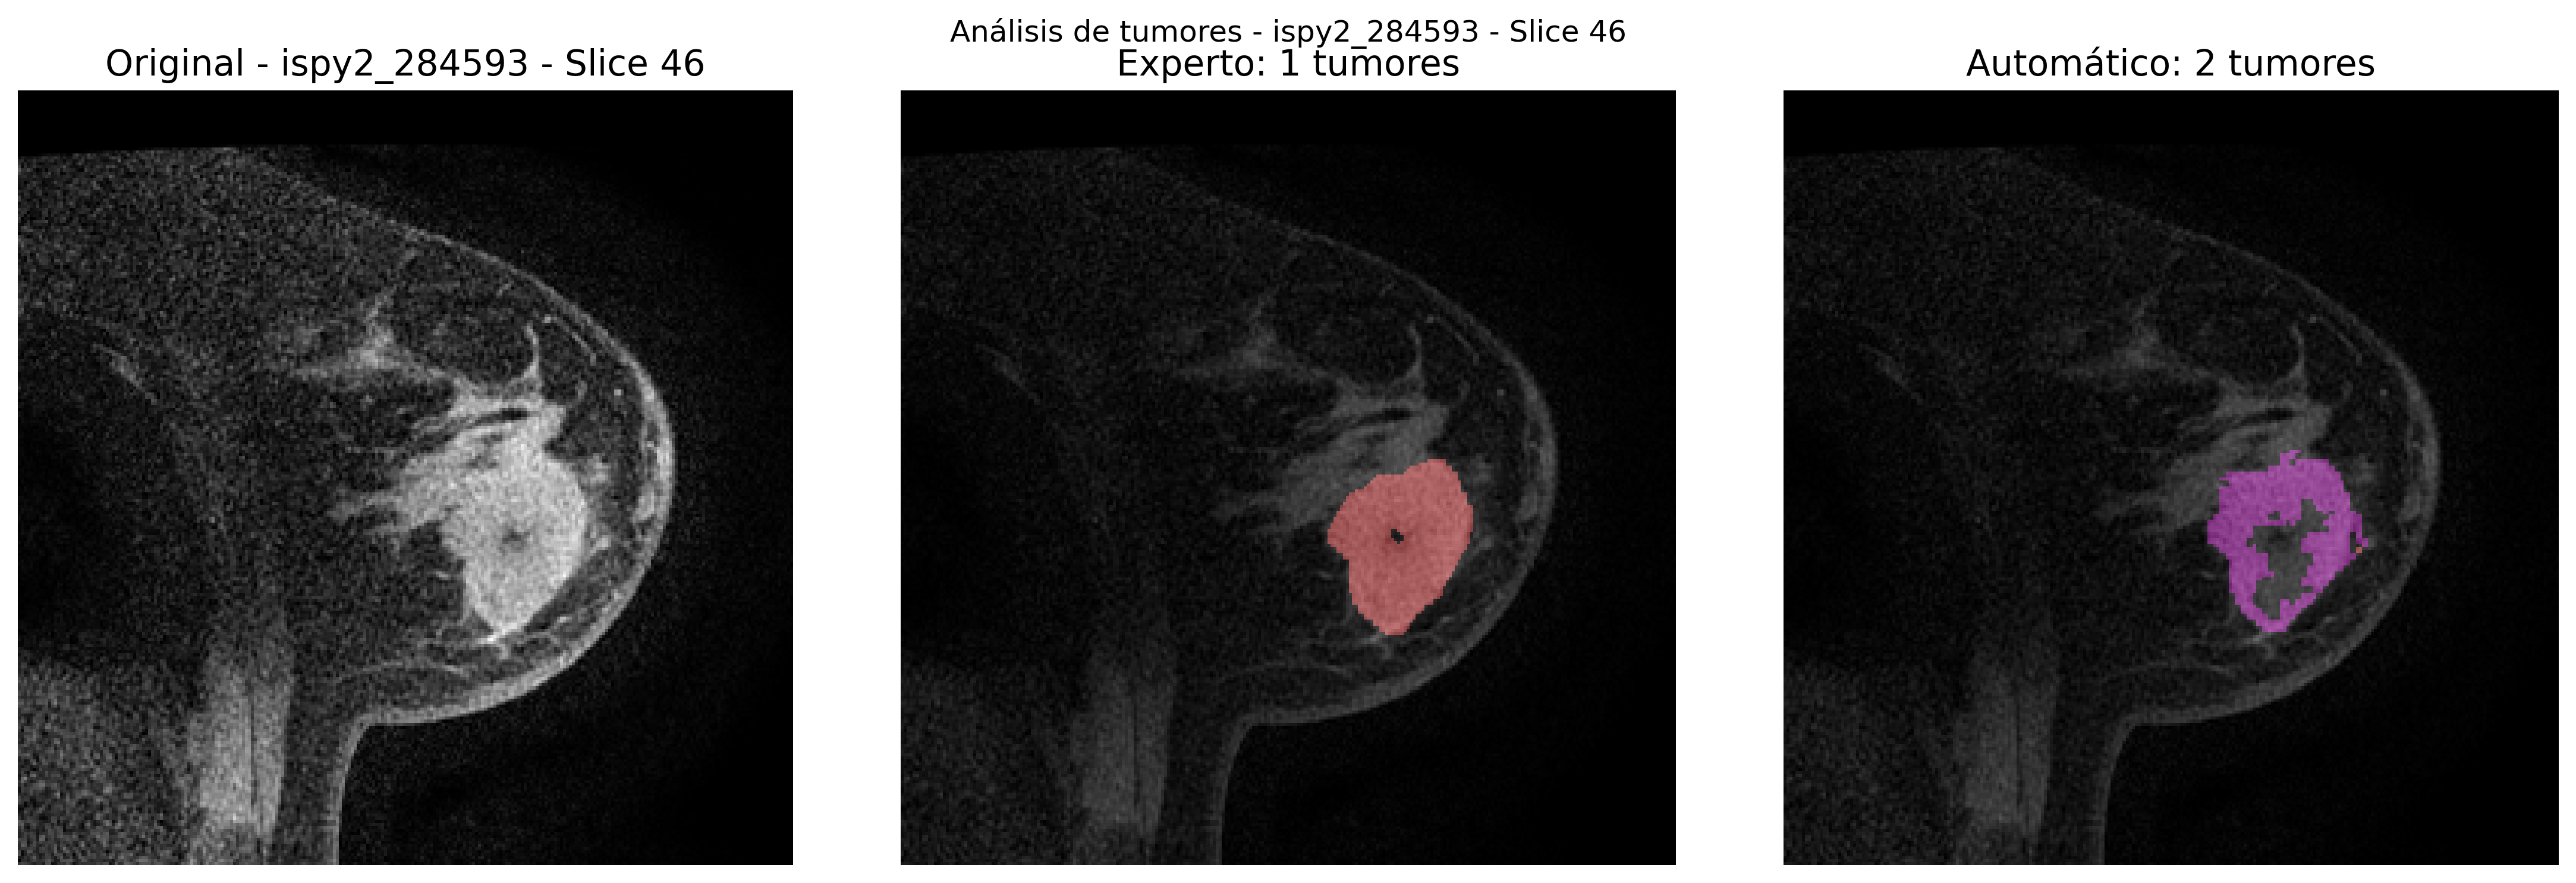 Análisis de tumores - ispy2_284593 - Slice 46
Original - ispy2_284593 - Slice 46
Experto: 1 tumores
Automático: 2 tumores